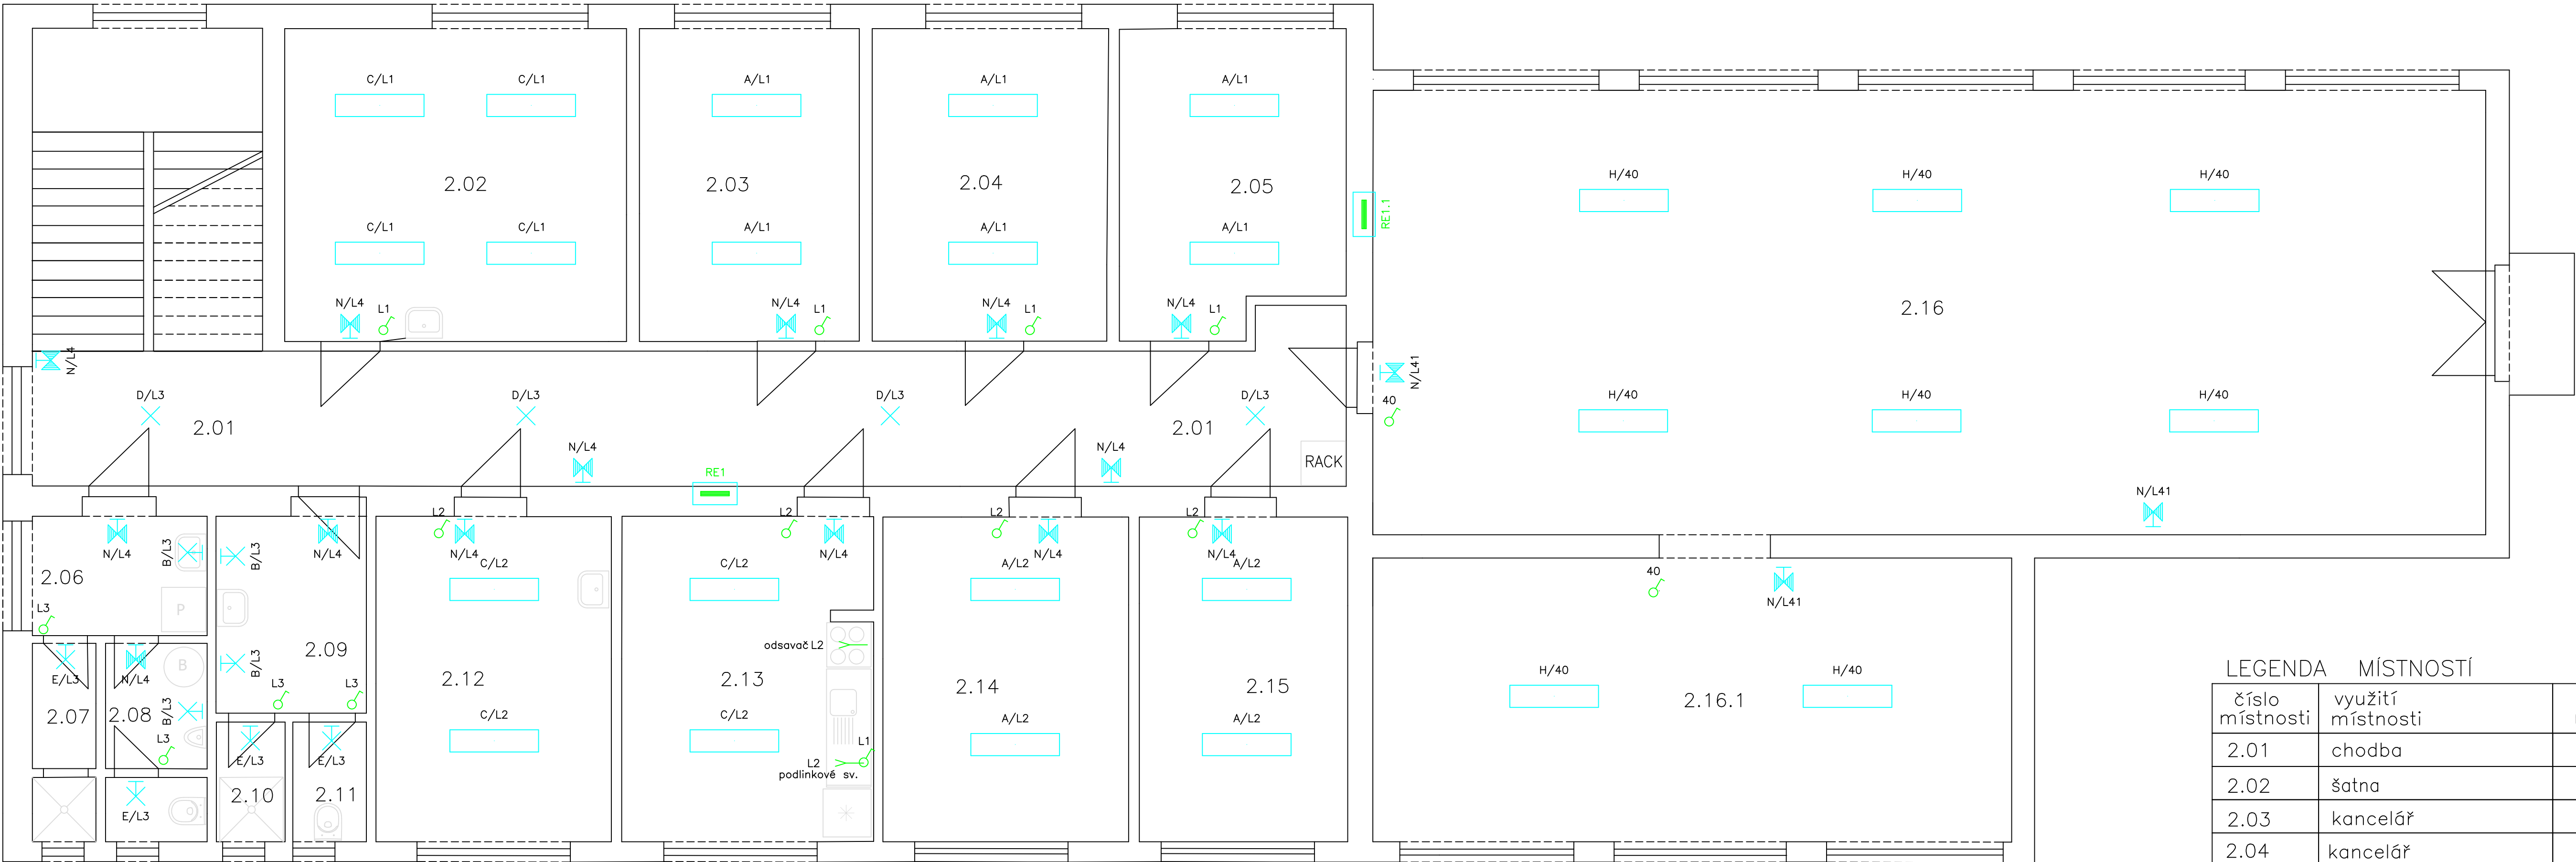 C/L1 C/L1 A/L1 A/L1 A/L1
H/40 H/40 H/40
2.02 2.03 2.04 2.05
RE1.1
C/L1 C/L1 A/L1 A/L1 A/L1
2.16
N/L4 L1 N/L4 L1 N/L4 L1 N/L4 L1
N/L4
N/L41
D/L3 D/L3 D/L3 D/L3
40
H/40 H/40 H/40
2.01 2.01
N/L4 N/L4
RACK
RE1
N/L41
L2 L2 L2 L2
N/L4 B/L3 B/L3 N/L4 N/L4 N/L4 N/L4 N/L4
C/L2 C/L2 A/L2 A/L2
40
2.06
N/L41
L3 P
odsavač L2
2.09
B B/L3
H/40 H/40
LEGENDA MÍSTNOSTÍ
E/L3 N/L4
2.12 2.13 2.14 2.15
L3 L3
2.16.1
číslo místnosti
využití místnosti
2.07 2.08 B/L3
C/L2 C/L2 A/L2 A/L2
L3
L1
2.01 chodba
E/L3 E/L3
L2
podlinkové sv.
2.02 šatna
2.10 2.11
E/L3
2.03 kancelář
2.04 kancelář